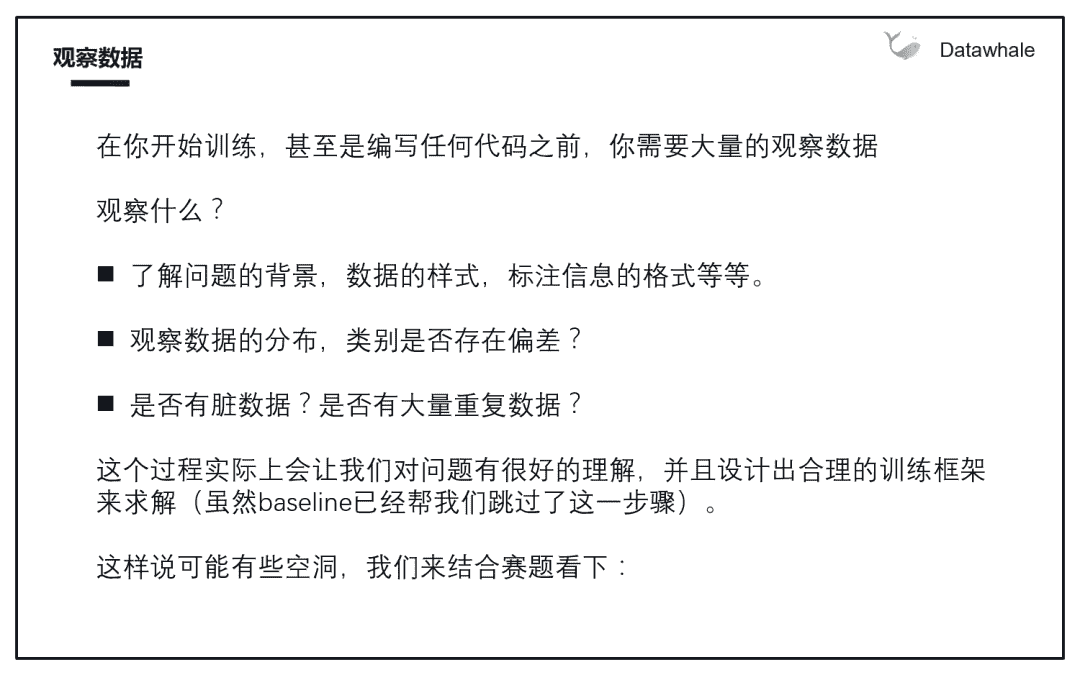 观察数据
Datawhale
在你开始训练，甚至是编写任何代码之前，你需要大量的观察数据
观察什么？
■ 了解问题的背景，数据的样式，标注信息的格式等等。
■ 观察数据的分布，类别是否存在偏差？
■ 是否有脏数据？是否有大量重复数据？
这个过程实际上会让我们对问题有很好的理解，并且设计出合理的训练框架
来求解（虽然baseline已经帮我们跳过了这一步骤）。
这样说可能有些空洞，我们来结合赛题看下：